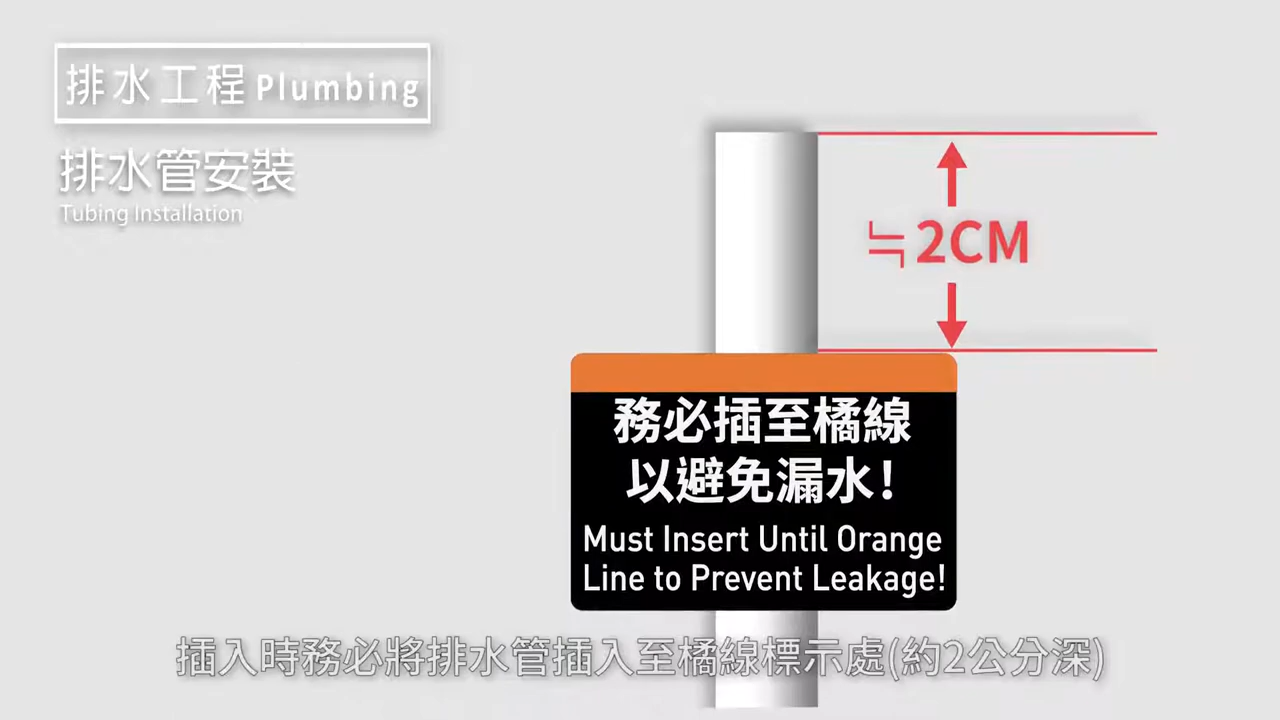 排水工程 Plumbing
排水管安裝
Tubing Installation
≒2CM
務必插至橘線
以避免漏水!
Must Insert Until Orange
Line to Prevent Leakage!
插入時務必將排水管插入至橘線標示處(約2公分深)